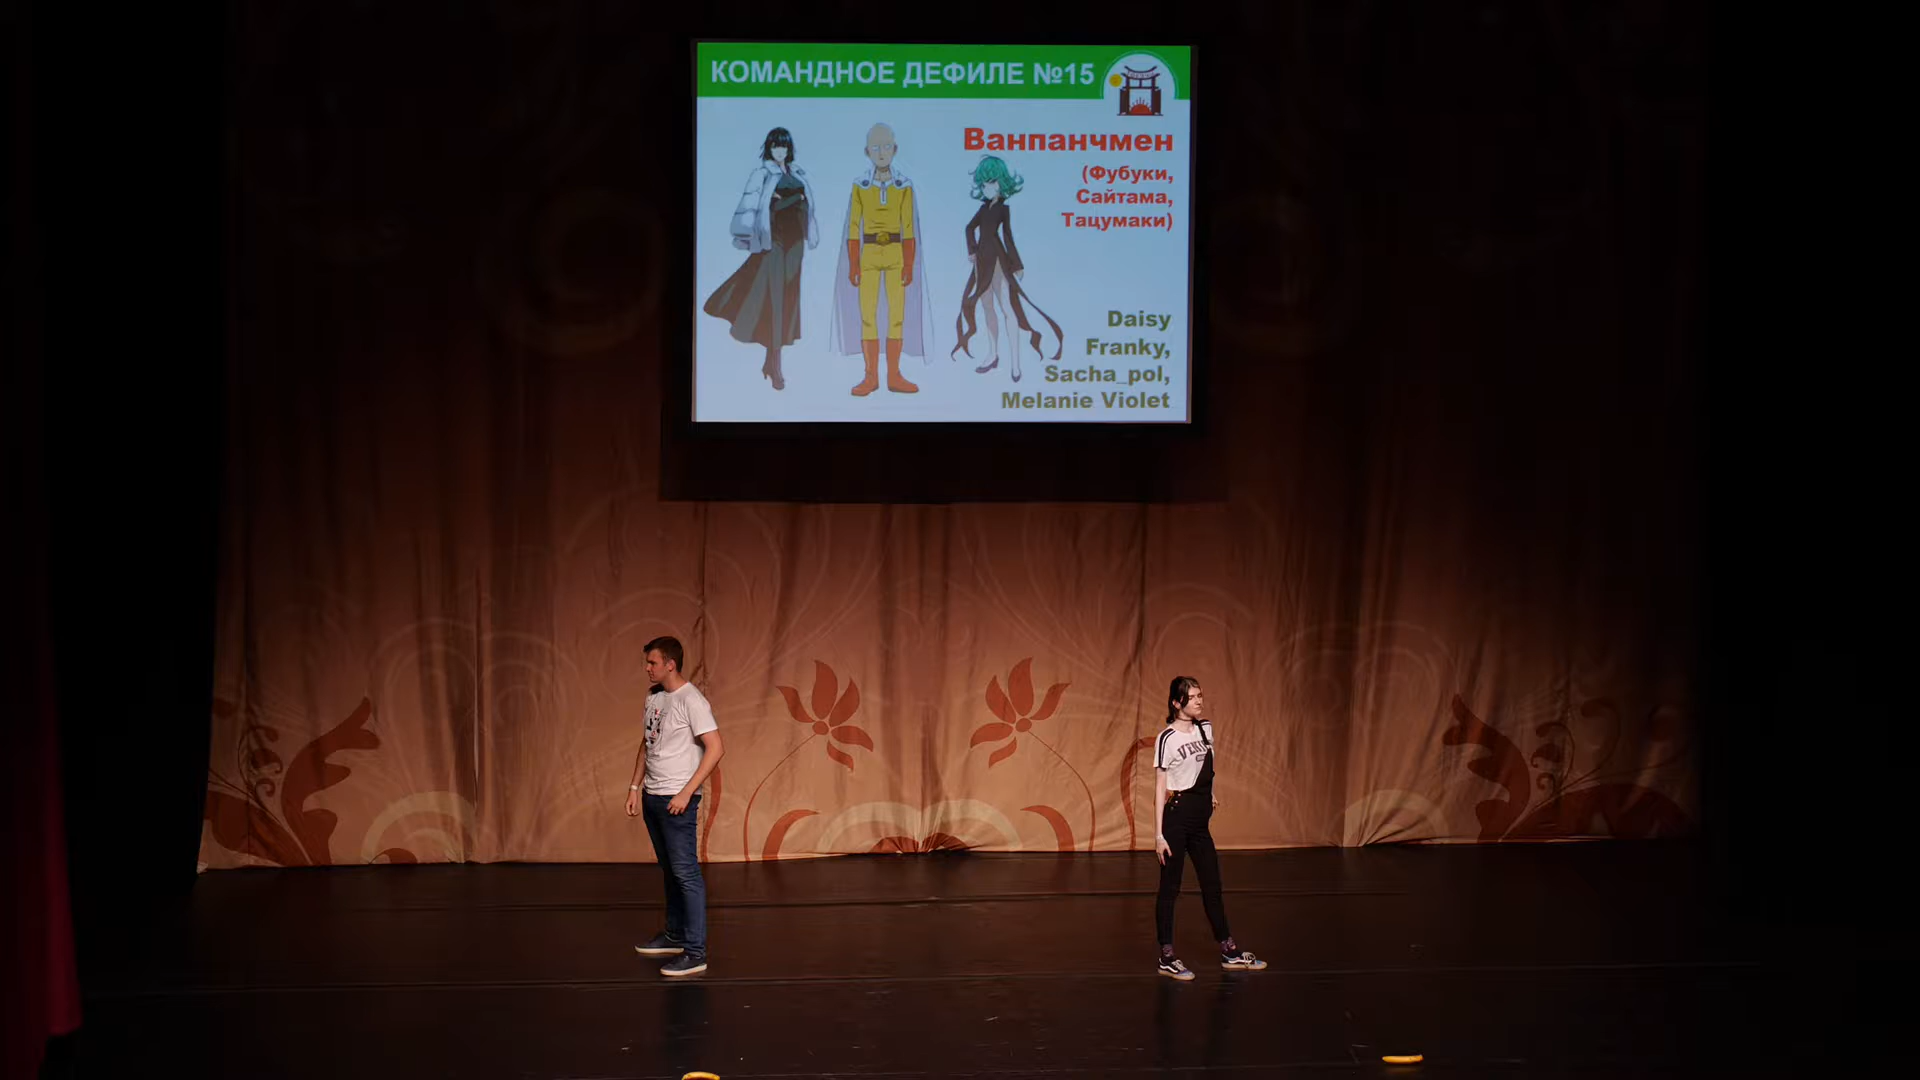 КОМАНДНОЕ ДЕФИЛЕ №15
Ванпанчмен
(Фубуки,
Сайтама,
Тацумаки)
Daisy
Franky,
Sacha_pol,
Melanie Violet